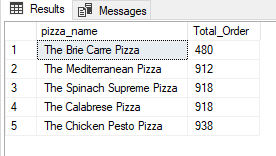 Results Messages
pizza_name Total_Order
1 The Brie Carre Pizza 480
2 The Mediterranean Pizza 912
3 The Spinach Supreme Pizza 918
4 The Calabrese Pizza 918
5 The Chicken Pesto Pizza 938